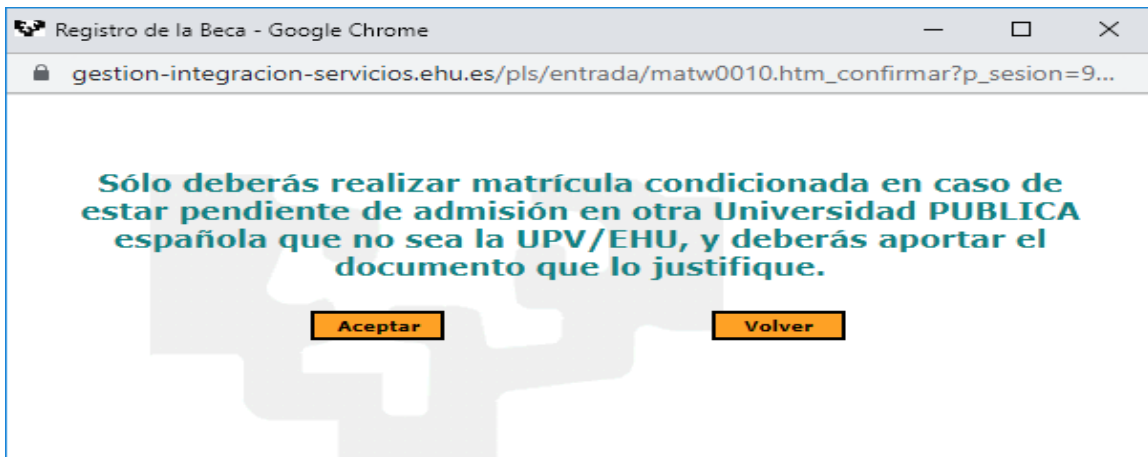 Registro de la Beca - Google Chrome
gestion-integracion-servicios.ehu.es/pls/entrada/matw0010.htm_confirmar?p_sesion=9...
Sólo deberás realizar matrícula condicionada en caso de
estar pendiente de admisión en otra Universidad PUBLICA
española que no sea la UPV/EHU, y deberás aportar el
documento que lo justifique.
Aceptar Volver